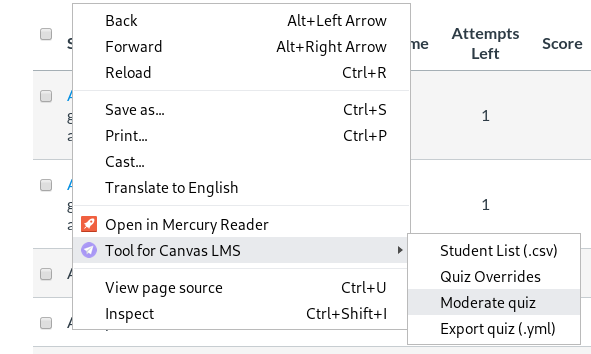 Back Alt+Left Arrow
Forward Alt+Right Arrow
Reload Ctrl+R
Save as... Ctrl+S
Print... Ctrl+P
Cast...
Translate to English
Open in Mercury Reader
Tool for Canvas LMS
View page source Ctrl+U
Inspect Ctrl+Shift+I
Student List (.csv)
Quiz Overrides
Moderate quiz
Export quiz (.yml)
me
Attempts
Left
Score
1
1